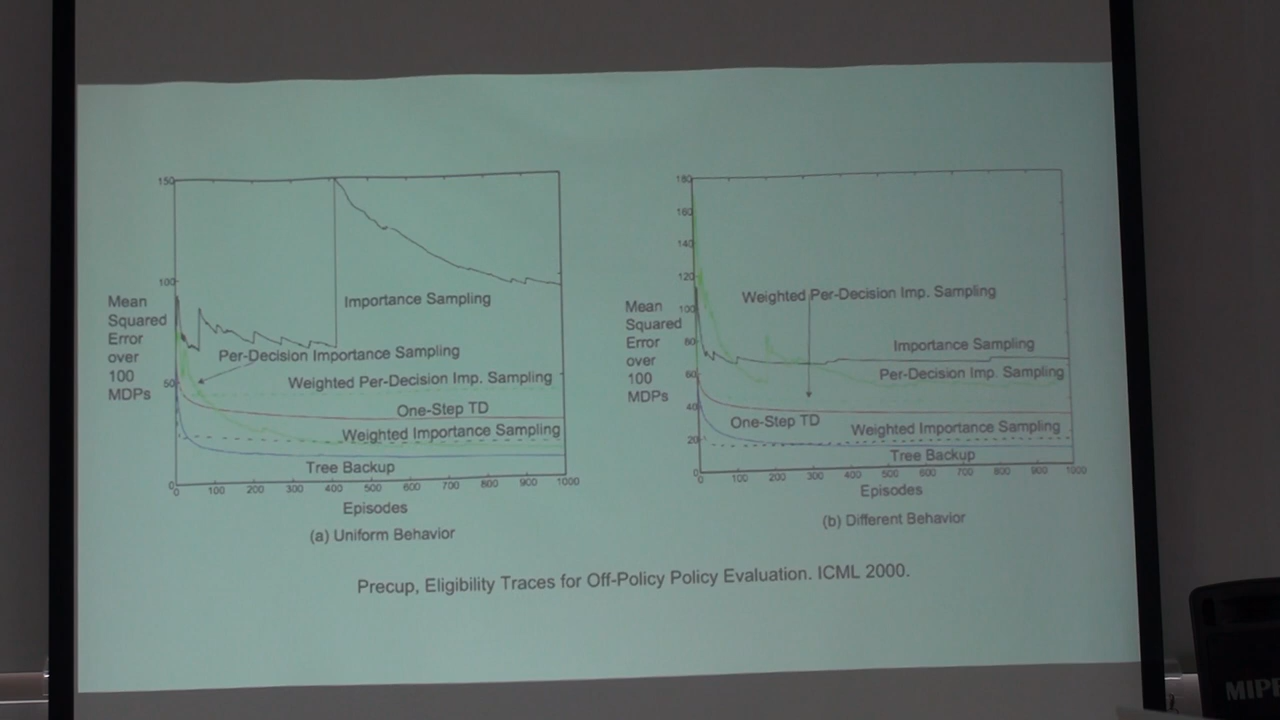 150
100
50
0
Mean
Squared
Error
over
100
MDPs
Importance Sampling
Per-Decision Importance Sampling
Weighted Per-Decision Imp. Sampling
One-Step TD
Weighted Importance Sampling
Tree Backup
0 100 200 300 400 500 600 700 800 900 1000
Episodes
(a) Uniform Behavior
180
160
140
120
100
80
60
40
20
0
Mean
Squared
Error
over
100
MDPs
Weighted Per-Decision Imp. Sampling
Importance Sampling
Per-Decision Imp. Sampling
One-Step TD
Weighted Importance Sampling
Tree Backup
0 100 200 300 400 500 600 700 800 900 1000
Episodes
(b) Different Behavior
Precup, Eligibility Traces for Off-Policy Policy Evaluation. ICML 2000.